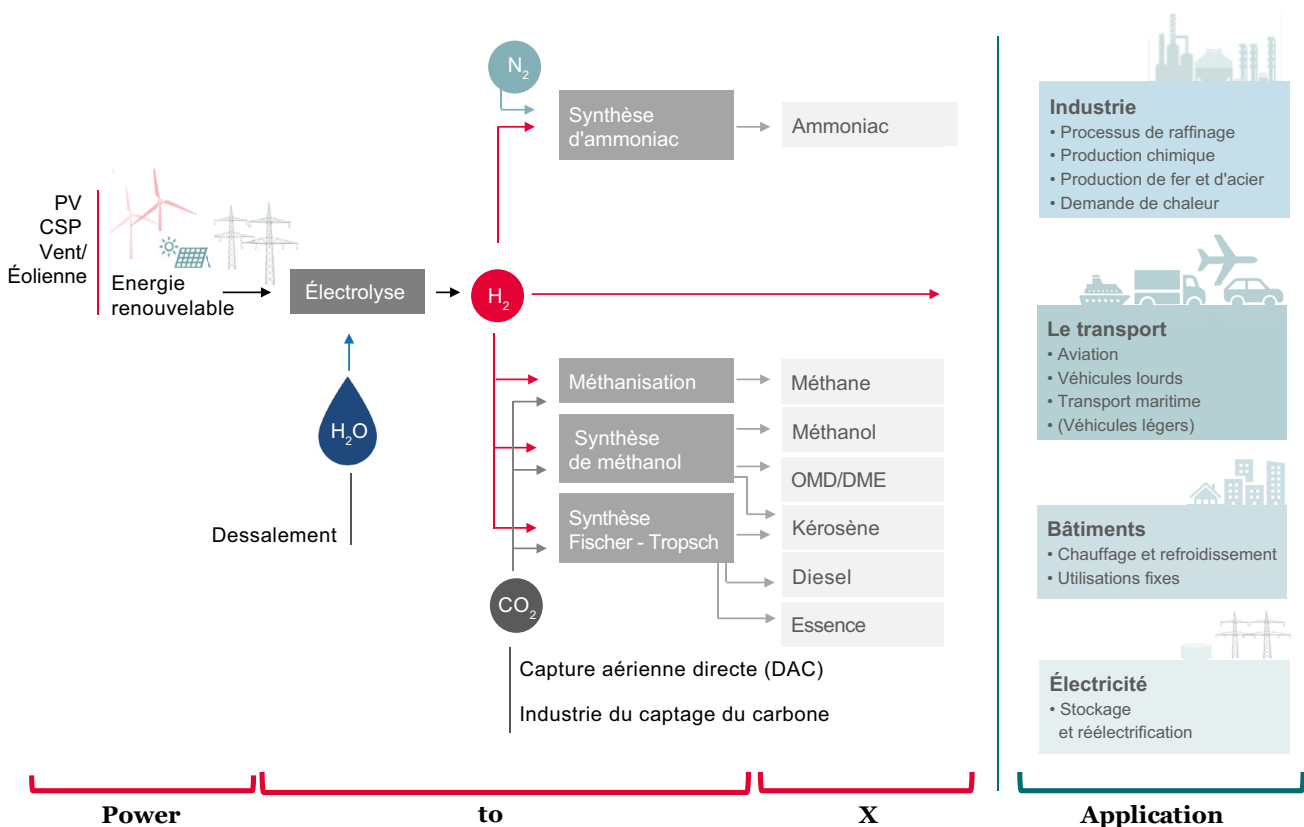 N2
Synthèse
d'ammoniac
Ammoniac
PV
CSP
Vent/
Éolienne
Energie
renouvelable
Électrolyse
H2
H2O
Dessalement
Méthanisation
Méthane
Synthèse
de méthanol
Méthanol
OMD/DME
Synthèse
Fischer - Tropsch
Kérosène
Diesel
Essence
CO2
Capture aérienne directe (DAC)
Industrie du captage du carbone
Industrie
• Processus de raffinage
• Production chimique
• Production de fer et d'acier
• Demande de chaleur
Le transport
• Aviation
• Véhicules lourds
• Transport maritime
• (Véhicules légers)
Bâtiments
• Chauffage et refroidissement
• Utilisations fixes
Électricité
• Stockage
et réélectrification
Power
to
X
Application